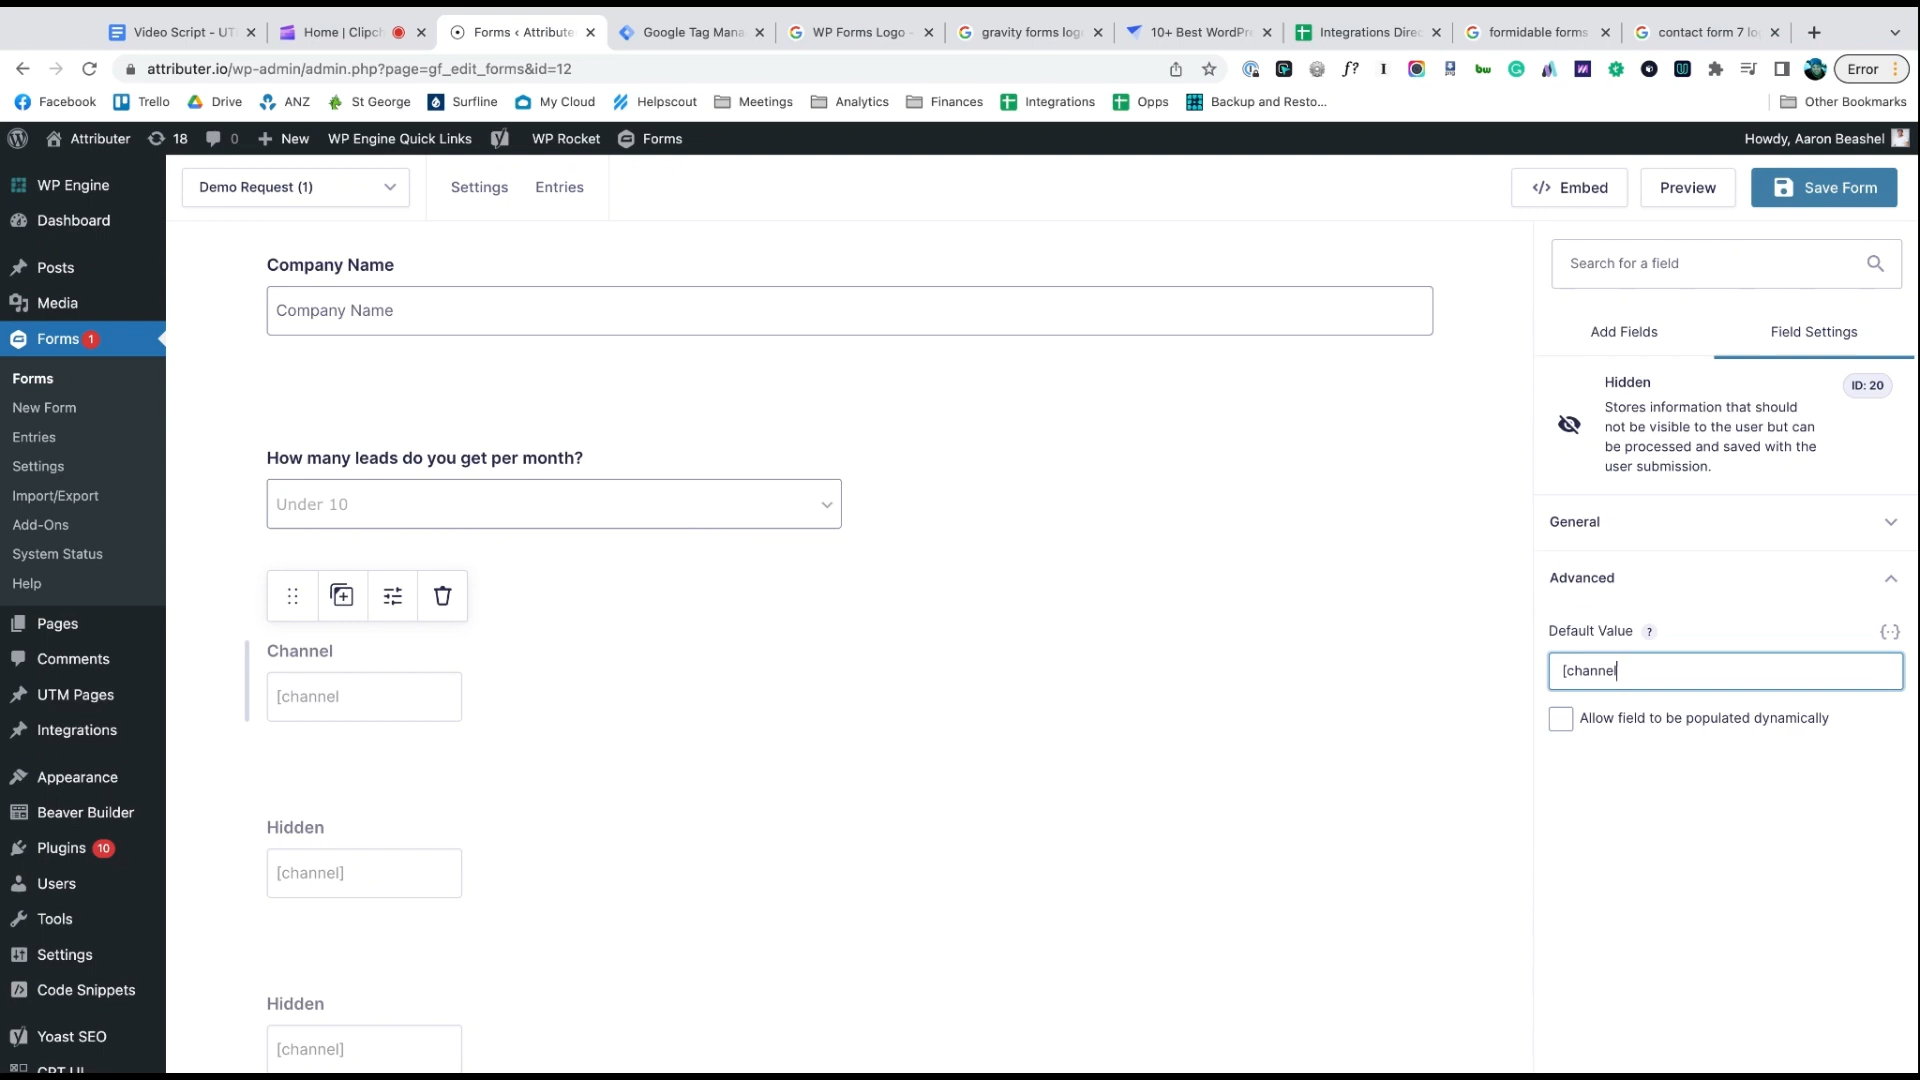 Video Script - UT
Home | Clipch
Forms ‹ Attribute
Google Tag Mana
WP Forms Logo -
gravity forms log
10+ Best WordPre
Integrations Direc
formidable forms
contact form 7 lo
attributer.io/wp-admin/admin.php?page=gf_edit_forms&id=12
Error
Facebook
Trello
Drive
ANZ
St George
Surfline
My Cloud
Helpscout
Meetings
Analytics
Finances
Integrations
Opps
Backup and Resto...
Other Bookmarks
Attributer
18
0
New
WP Engine Quick Links
WP Rocket
Forms
Howdy, Aaron Beashel
WP Engine
Dashboard
Posts
Media
Forms 1
Forms
New Form
Entries
Settings
Import/Export
Add-Ons
System Status
Help
Pages
Comments
UTM Pages
Integrations
Appearance
Beaver Builder
Plugins 10
Users
Tools
Settings
Code Snippets
Yoast SEO
CPT UI
Demo Request (1)
Settings
Entries
Embed
Preview
Save Form
Company Name
Company Name
How many leads do you get per month?
Under 10
Channel
[channel
Hidden
[channel]
Hidden
[channel]
Search for a field
Add Fields
Field Settings
Hidden
ID: 20
Stores information that should
not be visible to the user but can
be processed and saved with the
user submission.
General
Advanced
Default Value ?
[channel
Allow field to be populated dynamically